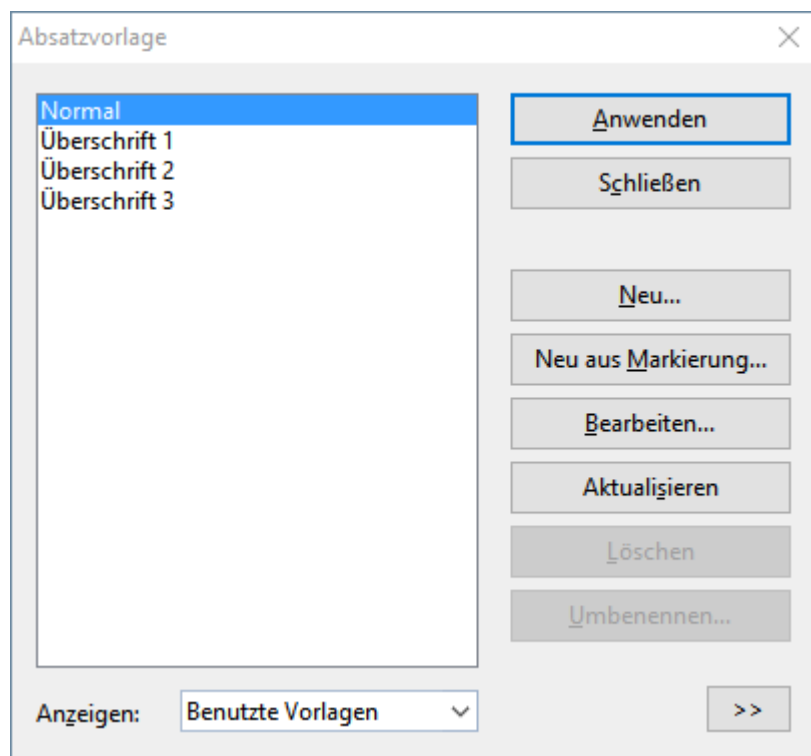 Absatzvorlage
Normal
Überschrift 1
Überschrift 2
Überschrift 3
Anwenden
Schließen
Neu...
Neu aus Markierung...
Bearbeiten...
Aktualisieren
Löschen
Umbenennen...
Anzeigen: Benutzte Vorlagen >>